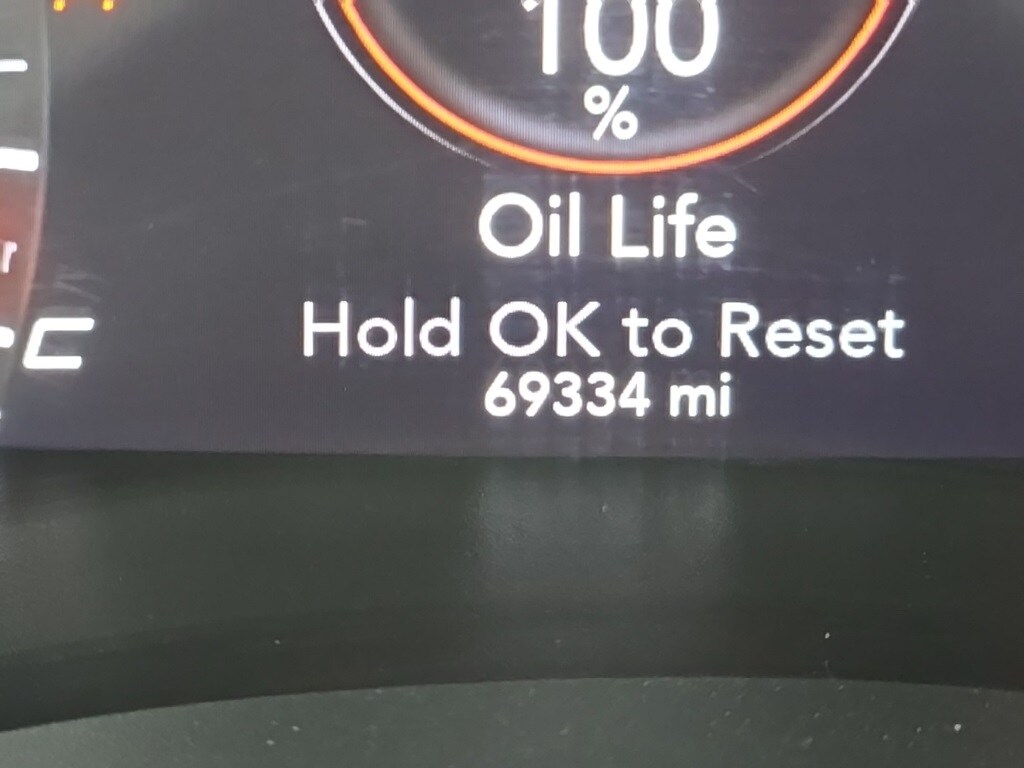 100
%
Oil Life
Hold OK to Reset
69334 mi
C